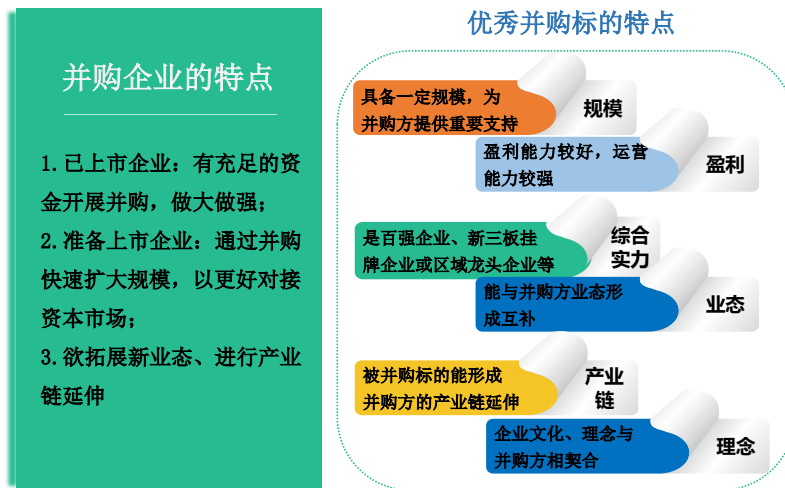 并购企业的特点
1.已上市企业：有充足的资
金开展并购，做大做强；
2.准备上市企业：通过并购
快速扩大规模，以更好对接
资本市场；
3.欲拓展新业态、进行产业
链延伸
优秀并购标的特点
具备一定规模，为
并购方提供重要支持
规模
盈利能力较好，运营
能力较强
盈利
是百强企业、新三板挂
牌企业或区域龙头企业等
综合
实力
能与并购方业态形
成互补
业态
被并购标的能形成
并购方的产业链延伸
产业
链
企业文化、理念与
并购方相契合
理念